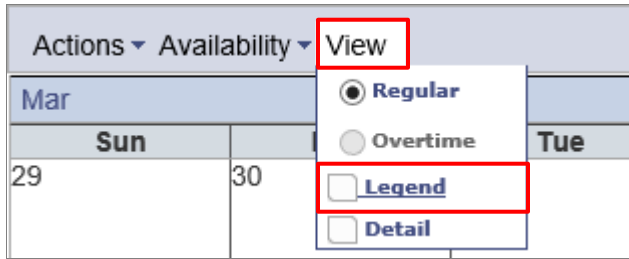 Actions Availability View
Mar
Regular
Sun
Overtime
Tue
29
30
Legend
Detail